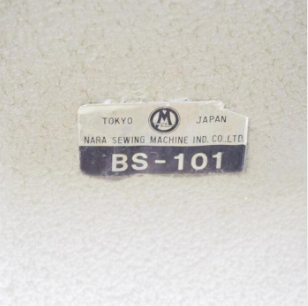 TOKYO M JAPAN
NARA SEWING MACHINE IND. CO., LTD.
BS-101